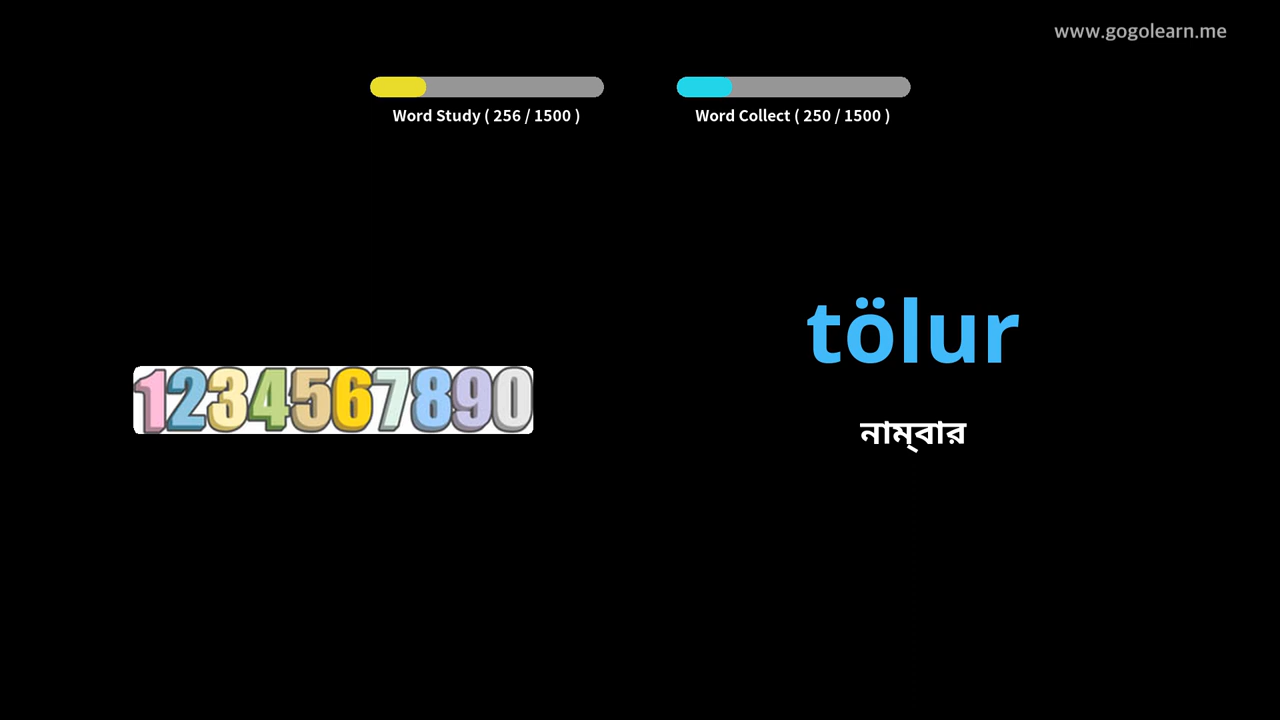 www.gogolearn.me
Word Study ( 256 / 1500 )
Word Collect ( 250 / 1500 )
1234567890
tölur
নাম্‌বার